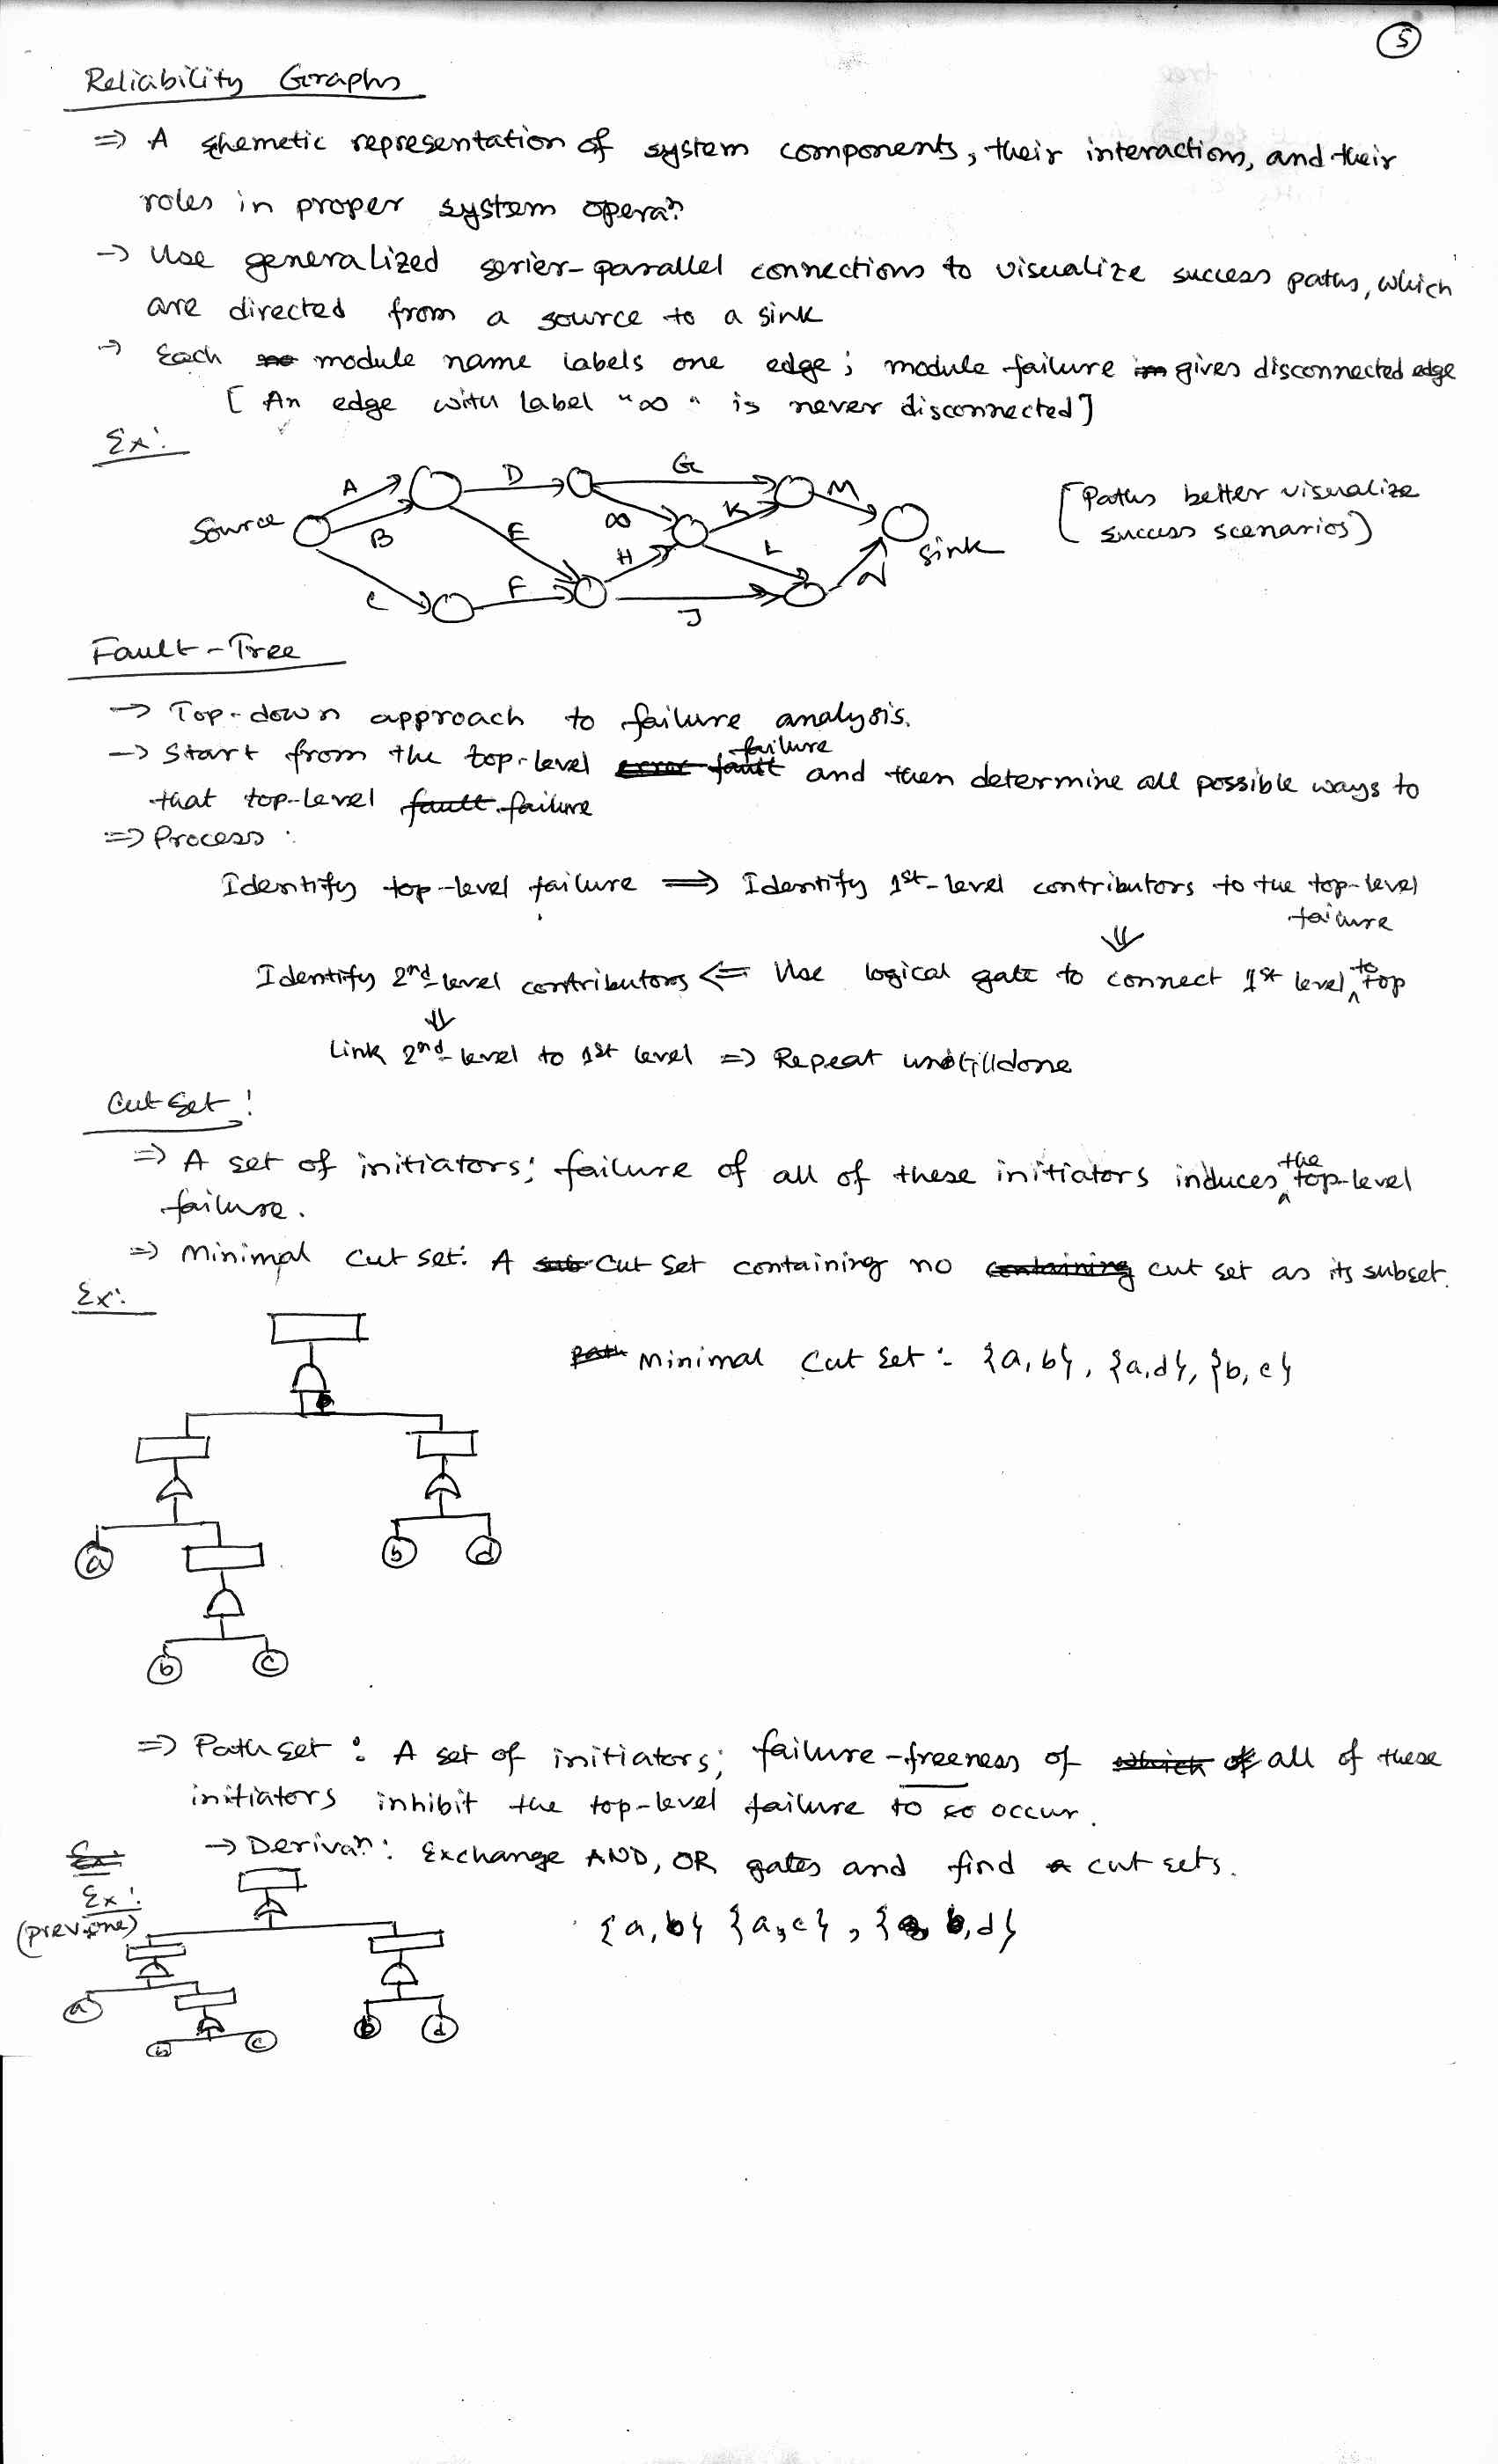 5
Reliability Graphs
=> A shemetic representation of system components, their interactions, and their
roles in proper system operan
-> Use generalized series-parallel connections to visualize success paths, which
are directed from a source to a sink
-> Each module name labels one edge; module failure gives disconnected edge
[ An edge with label "∞" is never disconnected ]
Ex:
A D G M
Source B E ∞ K sink
H L
C F J N
[Paths better visualize
success scenarios)
Fault-Tree
-> Top-down approach to failure analysis.
-> Start from the top-level failure and then determine all possible ways to
that top-level failure
=> Process :
Identify top-level failure => Identify 1st-level contributors to the top-level
failure
Identify 2nd-level contributors <= Use logical gate to connect 1st level to top
Link 2nd level to 1st level => Repeat untill done
Cut Set :
=> A set of initiators; failure of all of these initiators induces the top-level
failure.
=> Minimal cut set: A cut set containing no cut set as its subset.
Ex:
Minimal Cut Set :- {a, b}, {a, d}, {b, c}
a b d
b c
=> Path set : A set of initiators; failure-freeness of all of these
initiators inhibit the top-level failure to occur.
-> Derivan: Exchange AND, OR gates and find cut sets.
Ex:
(prev one)
{a, b} {a, c}, {b, d}
a b d
b c